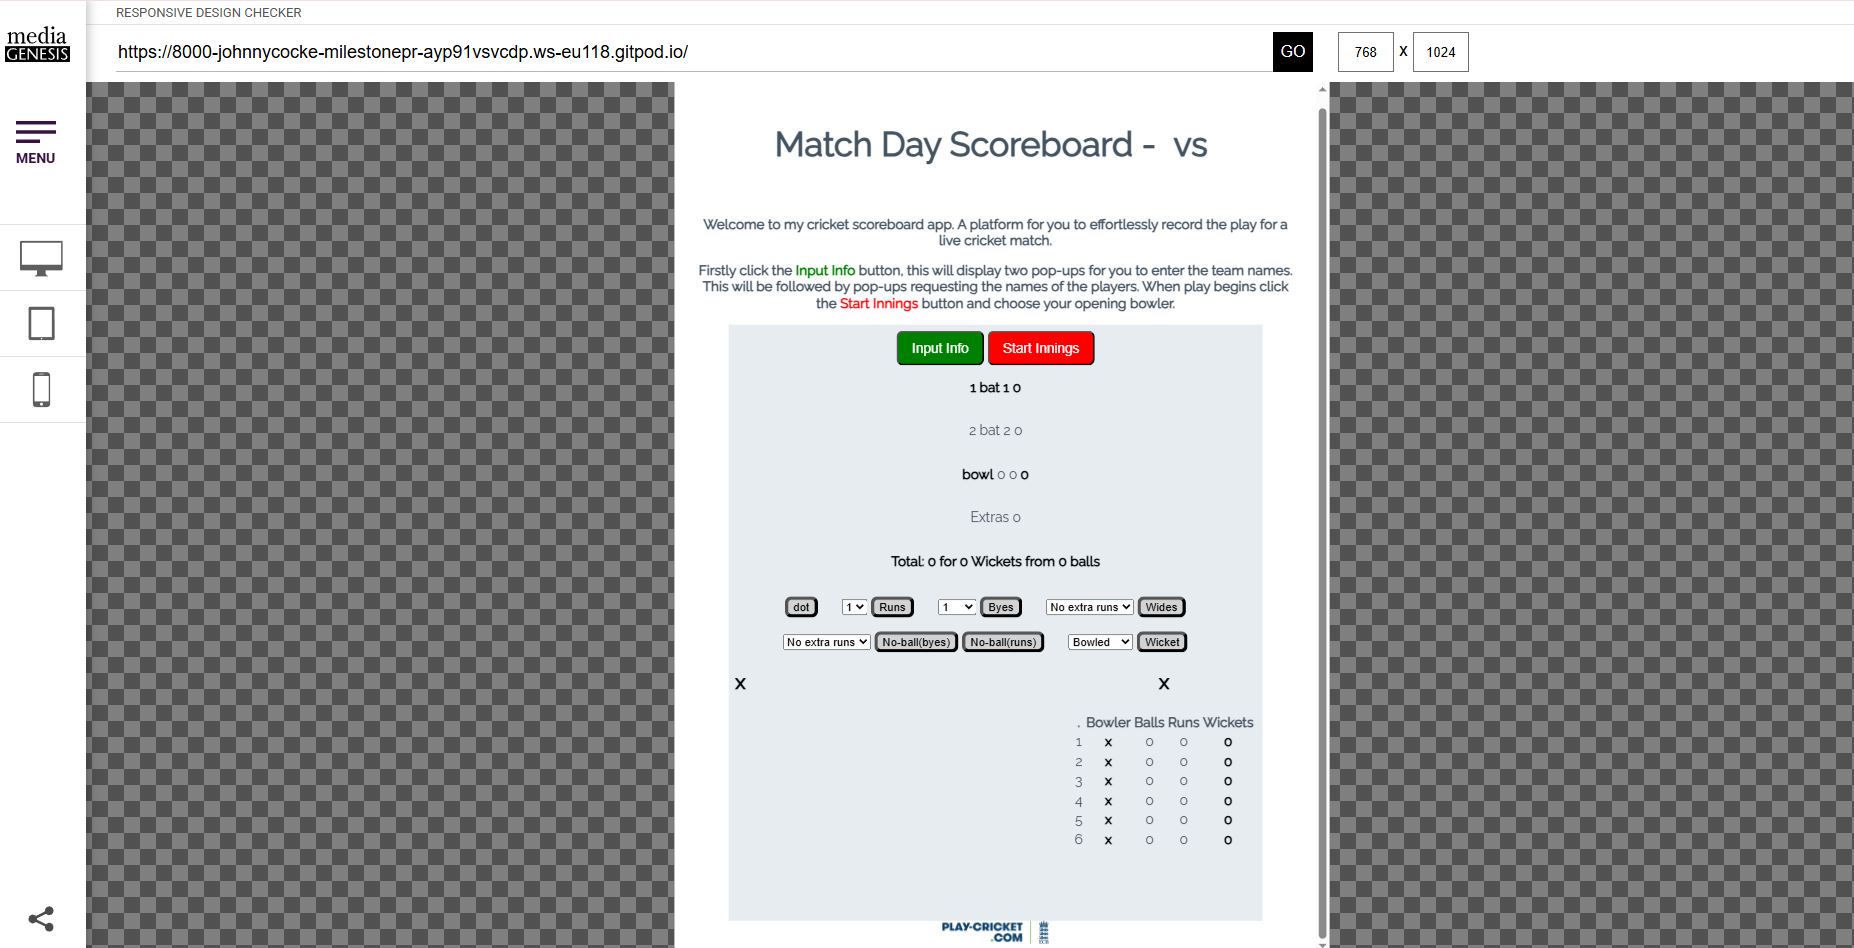 RESPONSIVE DESIGN CHECKER
media
GENESIS
https://8000-johnnycocke-milestonepr-ayp91vsvcdp.ws-eu118.gitpod.io/
GO
768 X 1024
MENU
Match Day Scoreboard - vs
Welcome to my cricket scoreboard app. A platform for you to effortlessly record the play for a
live cricket match.
Firstly click the Input Info button, this will display two pop-ups for you to enter the team names.
This will be followed by pop-ups requesting the names of the players. When play begins click
the Start Innings button and choose your opening bowler.
Input Info Start Innings
1 bat 1 0
2 bat 2 0
bowl 0 0 0
Extras 0
Total: 0 for 0 Wickets from 0 balls
dot 1 Runs 1 Byes No extra runs Wides
No extra runs No-ball(byes) No-ball(runs) Bowled Wicket
X X
. Bowler Balls Runs Wickets
1 x 0 0 0
2 x 0 0 0
3 x 0 0 0
4 x 0 0 0
5 x 0 0 0
6 x 0 0 0
PLAY-CRICKET
.COM